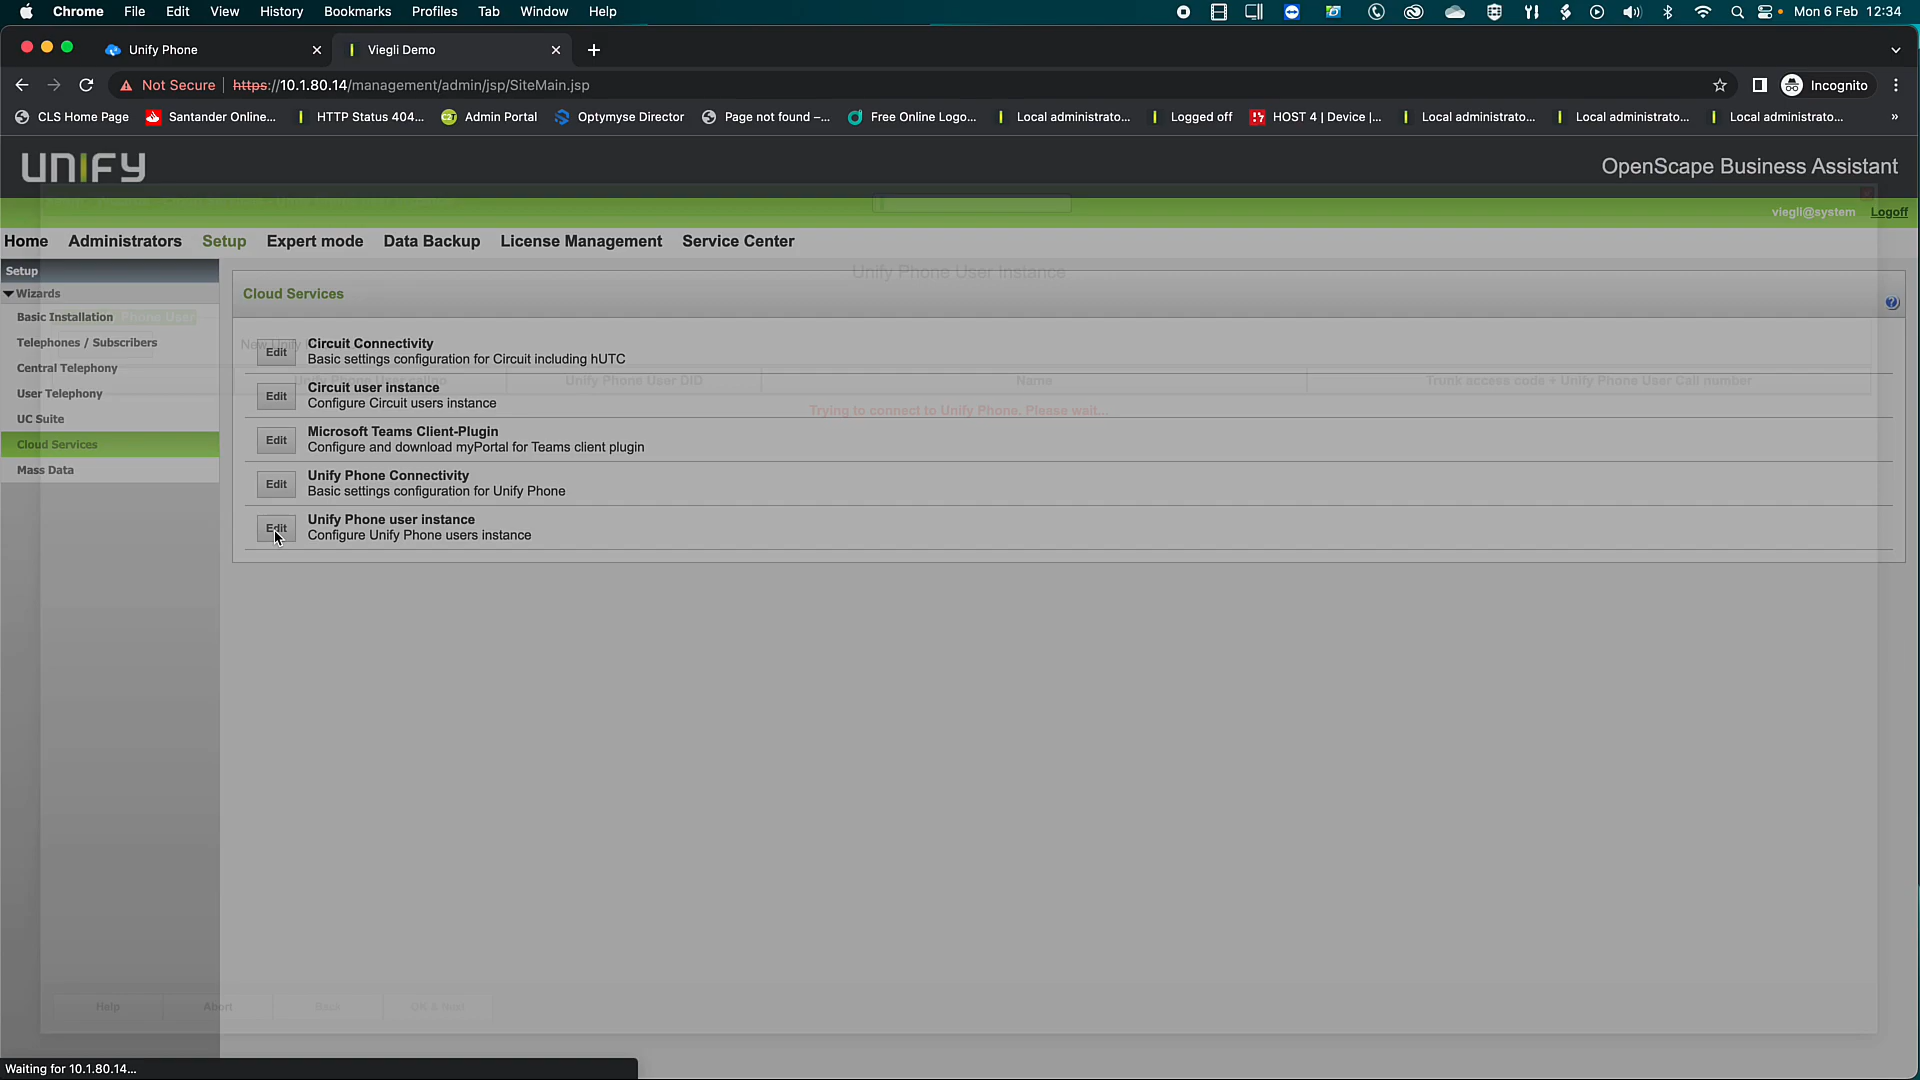 Chrome File Edit View History Bookmarks Profiles Tab Window Help Mon 6 Feb 12:34
Unify Phone
Viegli Demo
Not Secure https://10.1.80.14/management/admin/jsp/SiteMain.jsp Incognito
CLS Home Page Santander Online... HTTP Status 404... Admin Portal Optymyse Director Page not found –... Free Online Logo... Local administrato... Logged off HOST 4 | Device |... Local administrato... Local administrato... Local administrato... »
UNIFY OpenScape Business Assistant
viegli@system Logoff
Home Administrators Setup Expert mode Data Backup License Management Service Center
Setup
Wizards
Basic Installation
Telephones / Subscribers
Central Telephony
User Telephony
UC Suite
Cloud Services
Mass Data
Unify Phone User Instance
Cloud Services
Edit Circuit Connectivity
Basic settings configuration for Circuit including hUTC
Unify Phone User DID Name Trunk access code + Unify Phone User Call number
Edit Circuit user instance
Configure Circuit users instance
Trying to connect to Unify Phone. Please wait...
Edit Microsoft Teams Client-Plugin
Configure and download myPortal for Teams client plugin
Edit Unify Phone Connectivity
Basic settings configuration for Unify Phone
Edit Unify Phone user instance
Configure Unify Phone users instance
Help Abort Back OK & Next
Waiting for 10.1.80.14...